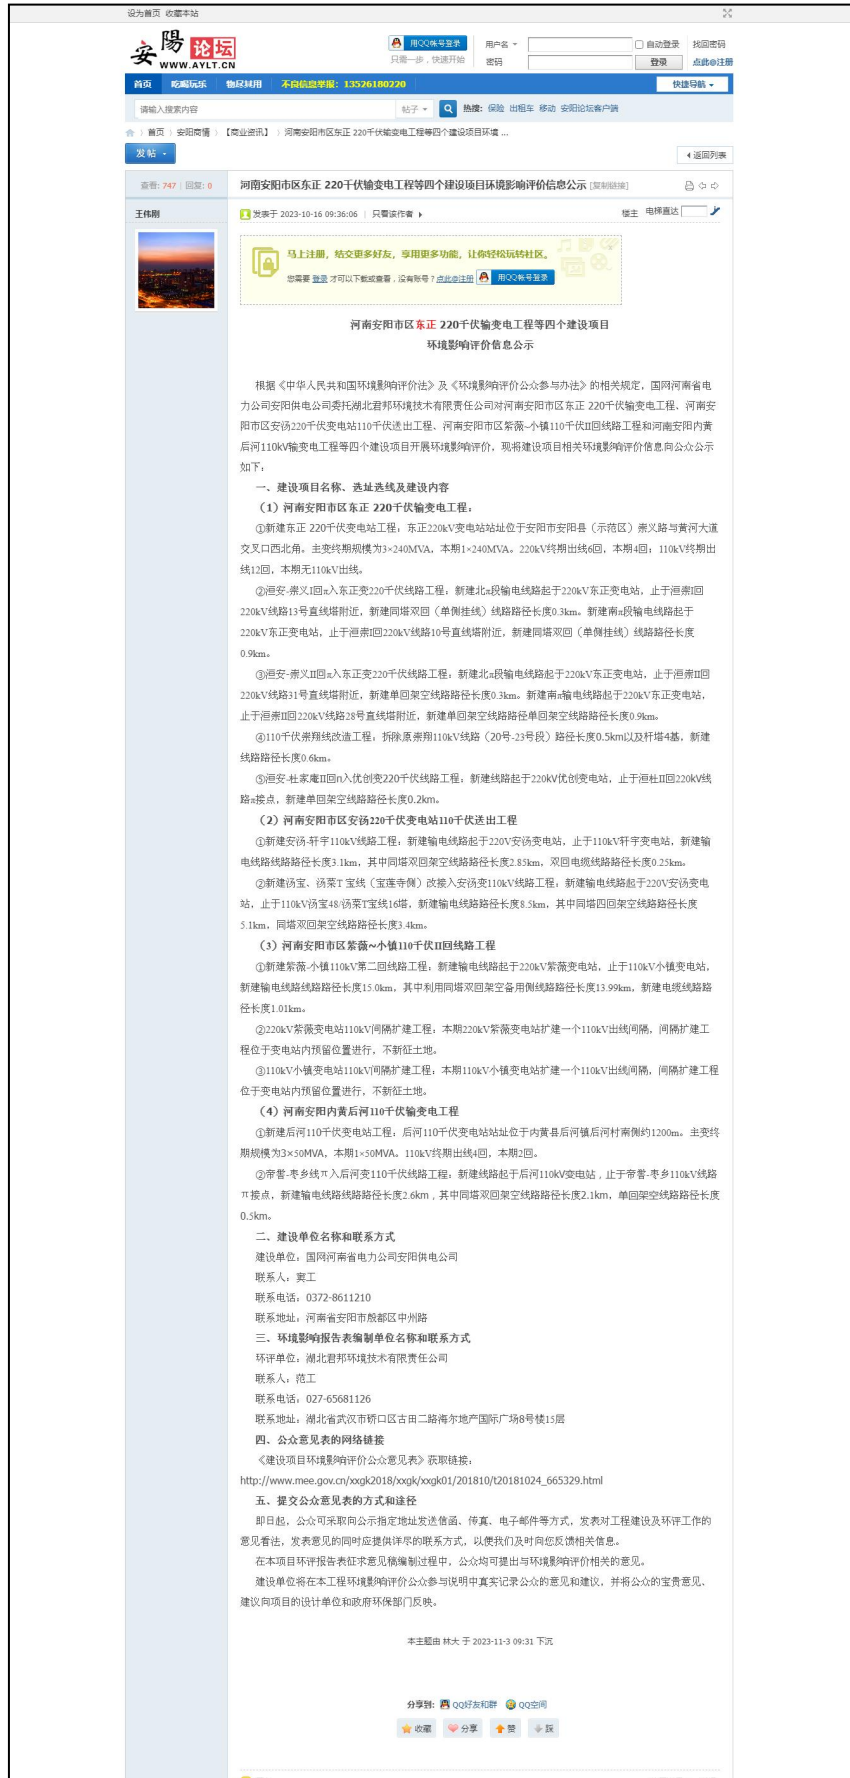 设为首页 收藏本站
安陽论坛
WWW.AYLT.CN
用QQ帐号登录
只需一步，快速开始
用户名
自动登录 找回密码
密码
登录 点此@注册
首页 吃喝玩乐 物尽其用 不良信息举报：13526180220 快捷导航
请输入搜索内容 帖子 热搜：保险 出租车 移动 安阳论坛客户端
首页 › 安阳商情 › 【商业资讯】 › 河南安阳市区东正 220千伏输变电工程等四个建设项目环境 ...
发帖
返回列表
查看: 747 | 回复: 0
河南安阳市区东正 220千伏输变电工程等四个建设项目环境影响评价信息公示 [复制链接]
王伟刚
发表于 2023-10-16 09:36:06 | 只看该作者
楼主 电梯直达
马上注册，结交更多好友，享用更多功能，让你轻松玩转社区。
您需要 登录 才可以下载或查看，没有账号？点此@注册 用QQ帐号登录
河南安阳市区东正 220千伏输变电工程等四个建设项目
环境影响评价信息公示
根据《中华人民共和国环境影响评价法》及《环境影响评价公众参与办法》的相关规定，国网河南省电
力公司安阳供电公司委托湖北君邦环境技术有限责任公司对河南安阳市区东正 220千伏输变电工程、河南安
阳市区安汤220千伏变电站110千伏送出工程、河南安阳市区紫薇~小镇110千伏II回线路工程和河南安阳内黄
后河110kV输变电工程等四个建设项目开展环境影响评价，现将建设项目相关环境影响评价信息向公众公示
如下：
一、建设项目名称、选址选线及建设内容
（1）河南安阳市区东正 220千伏输变电工程：
①新建东正 220千伏变电站工程：东正220kV变电站站址位于安阳市安阳县（示范区）崇义路与黄河大道
交叉口西北角。主变终期规模为3×240MVA，本期1×240MVA。220kV终期出线6回，本期4回；110kV终期出
线12回，本期无110kV出线。
②洹安-崇义I回π入东正变220千伏线路工程：新建北π段输电线路起于220kV东正变电站，止于洹崇I回
220kV线路13号直线塔附近，新建同塔双回（单侧挂线）线路路径长度0.3km。新建南π段输电线路起于
220kV东正变电站，止于洹崇I回220kV线路10号直线塔附近，新建同塔双回（单侧挂线）线路路径长度
0.9km。
③洹安-崇义II回π入东正变220千伏线路工程：新建北π段输电线路起于220kV东正变电站，止于洹崇II回
220kV线路31号直线塔附近，新建单回架空线路路径长度0.3km。新建南π输电线路起于220kV东正变电站，
止于洹崇II回220kV线路28号直线塔附近，新建单回架空线路路径单回架空线路路径长度0.9km。
④110千伏崇翔线改造工程：拆除原崇翔110kV线路（20号-23号段）路径长度0.5km以及杆塔4基，新建
线路路径长度0.6km。
⑤洹安-杜家庵II回n入优创变220千伏线路工程：新建线路起于220kV优创变电站，止于洹杜II回220kV线
路π接点，新建单回架空线路路径长度0.2km。
（2）河南安阳市区安汤220千伏变电站110千伏送出工程
①新建安汤-轩宇110kV线路工程：新建输电线路起于220V安汤变电站，止于110kV轩宇变电站，新建输
电线路线路路径长度3.1km，其中同塔双回架空线路路径长度2.85km，双回电缆线路路径长度0.25km。
②新建汤宝、汤菜T宝线（宝莲寺侧）改接入安汤变110kV线路工程：新建输电线路起于220V安汤变电
站，止于110kV汤宝48/汤菜T宝线16塔，新建输电线路路径长度8.5km，其中同塔四回架空线路路径长度
5.1km，同塔双回架空线路路径长度3.4km。
（3）河南安阳市区紫薇~小镇110千伏II回线路工程
①新建紫薇-小镇110kV第二回线路工程：新建输电线路起于220kV紫薇变电站，止于110kV小镇变电站，
新建输电线路线路路径长度15.0km，其中利用同塔双回架空备用侧线路路径长度13.99km，新建电缆线路路
径长度1.01km。
②220kV紫薇变电站110kV间隔扩建工程：本期220kV紫薇变电站扩建一个110kV出线间隔，间隔扩建工
程位于变电站内预留位置进行，不新征土地。
③110kV小镇变电站110kV间隔扩建工程：本期110kV小镇变电站扩建一个110kV出线间隔，间隔扩建工程
位于变电站内预留位置进行，不新征土地。
（4）河南安阳内黄后河110千伏输变电工程
①新建后河110千伏变电站工程：后河110千伏变电站站址位于内黄县后河镇后河村南侧约1200m。主变终
期规模为3×50MVA，本期1×50MVA。110kV终期出线4回，本期2回。
②帝喾-枣乡线π入后河变110千伏线路工程：新建线路起于后河110kV变电站，止于帝喾-枣乡110kV线路
π接点，新建输电线路线路路径长度2.6km，其中同塔双回架空线路路径长度2.1km，单回架空线路路径长度
0.5km。
二、建设单位名称和联系方式
建设单位：国网河南省电力公司安阳供电公司
联系人：窦工
联系电话：0372-8611210
联系地址：河南省安阳市殷都区中州路
三、环境影响报告表编制单位名称和联系方式
环评单位：湖北君邦环境技术有限责任公司
联系人：范工
联系电话：027-65681126
联系地址：湖北省武汉市硚口区古田二路海尔地产国际广场8号楼15层
四、公众意见表的网络链接
《建设项目环境影响评价公众意见表》获取链接：
http://www.mee.gov.cn/xxgk2018/xxgk/xxgk01/201810/t20181024_665329.html
五、提交公众意见表的方式和途径
即日起，公众可采取向公示指定地址发送信函、传真、电子邮件等方式，发表对工程建设及环评工作的
意见看法，发表意见的同时应提供详尽的联系方式，以便我们及时向您反馈相关信息。
在本项目环评报告表征求意见稿编制过程中，公众均可提出与环境影响评价相关的意见。
建设单位将在本工程环境影响评价公众参与说明中真实记录公众的意见和建议，并将公众的宝贵意见、
建议向项目的设计单位和政府环保部门反映。
本主题由 林大 于 2023-11-3 09:31 下沉
分享到: QQ好友和群 QQ空间
收藏 分享 赞 踩